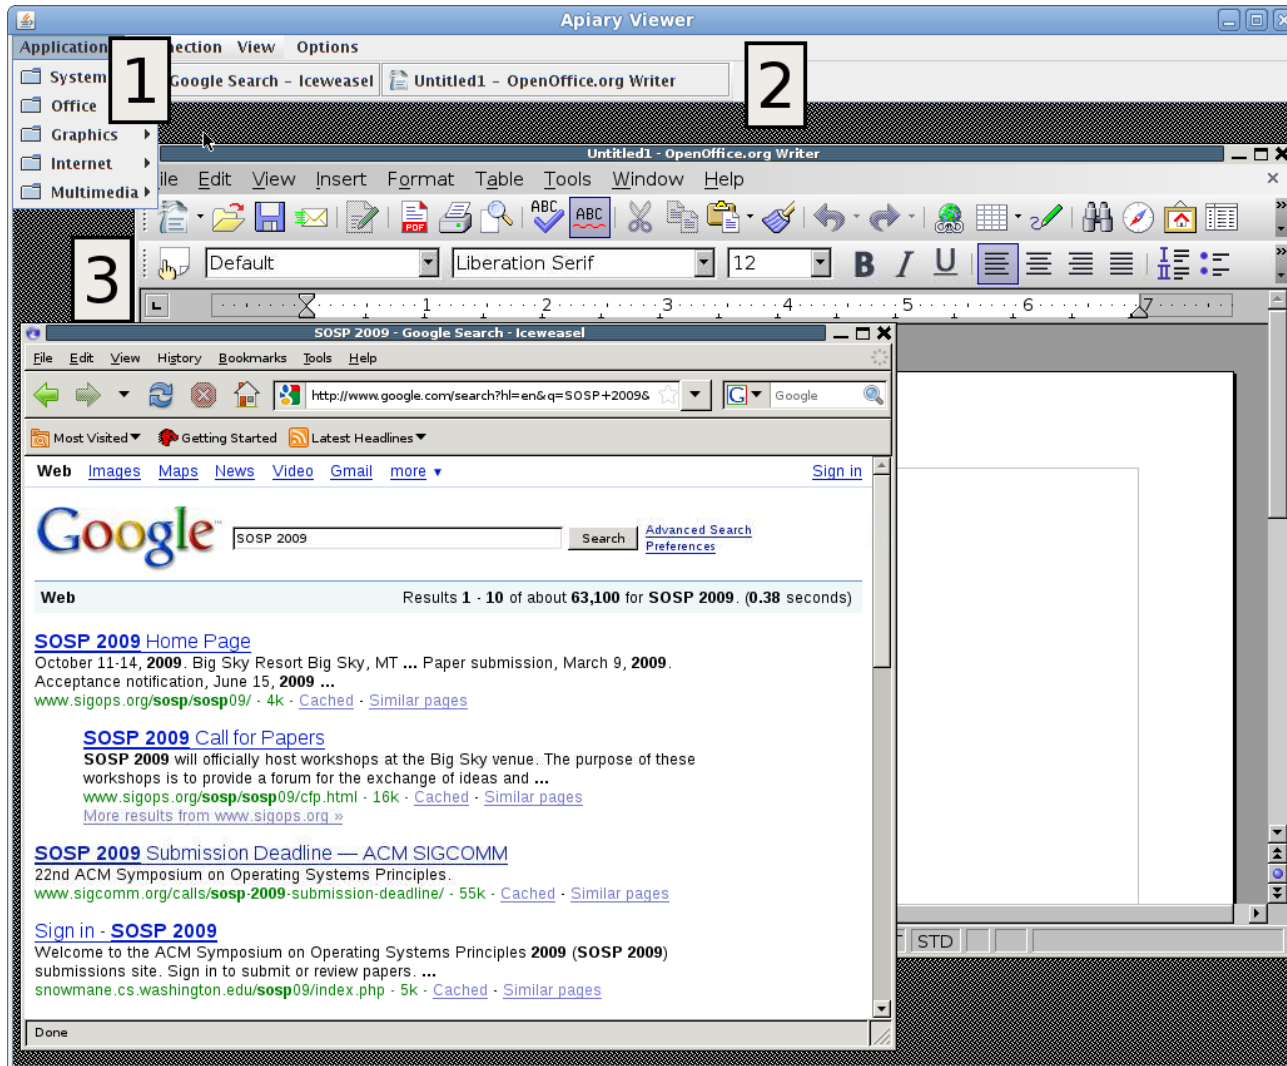 Apiary Viewer
Application
ection View Options
System
Office
Graphics
Internet
Multimedia
1
Google Search - Iceweasel
Untitled1 - OpenOffice.org Writer
2
Untitled1 - OpenOffice.org Writer
ile Edit View Insert Format Table Tools Window Help
ABC ABC
PDF
3
Default
Liberation Serif
12
B I U
1 2 3 4 5 6 7
SOSP 2009 - Google Search - Iceweasel
File Edit View History Bookmarks Tools Help
http://www.google.com/search?hl=en&q=SOSP+2009&
G Google
Most Visited Getting Started Latest Headlines
Web Images Maps News Video Gmail more ▾ Sign in
Google™
SOSP 2009
Search
Advanced Search
Preferences
Web Results 1 - 10 of about 63,100 for SOSP 2009. (0.38 seconds)
SOSP 2009 Home Page
October 11-14, 2009. Big Sky Resort Big Sky, MT ... Paper submission, March 9, 2009.
Acceptance notification, June 15, 2009 ...
www.sigops.org/sosp/sosp09/ - 4k - Cached - Similar pages
SOSP 2009 Call for Papers
SOSP 2009 will officially host workshops at the Big Sky venue. The purpose of these
workshops is to provide a forum for the exchange of ideas and ...
www.sigops.org/sosp/sosp09/cfp.html - 16k - Cached - Similar pages
More results from www.sigops.org »
SOSP 2009 Submission Deadline — ACM SIGCOMM
22nd ACM Symposium on Operating Systems Principles.
www.sigcomm.org/calls/sosp-2009-submission-deadline/ - 55k - Cached - Similar pages
Sign in - SOSP 2009
Welcome to the ACM Symposium on Operating Systems Principles 2009 (SOSP 2009)
submissions site. Sign in to submit or review papers. ...
snowmane.cs.washington.edu/sosp09/index.php - 5k - Cached - Similar pages
Done
STD